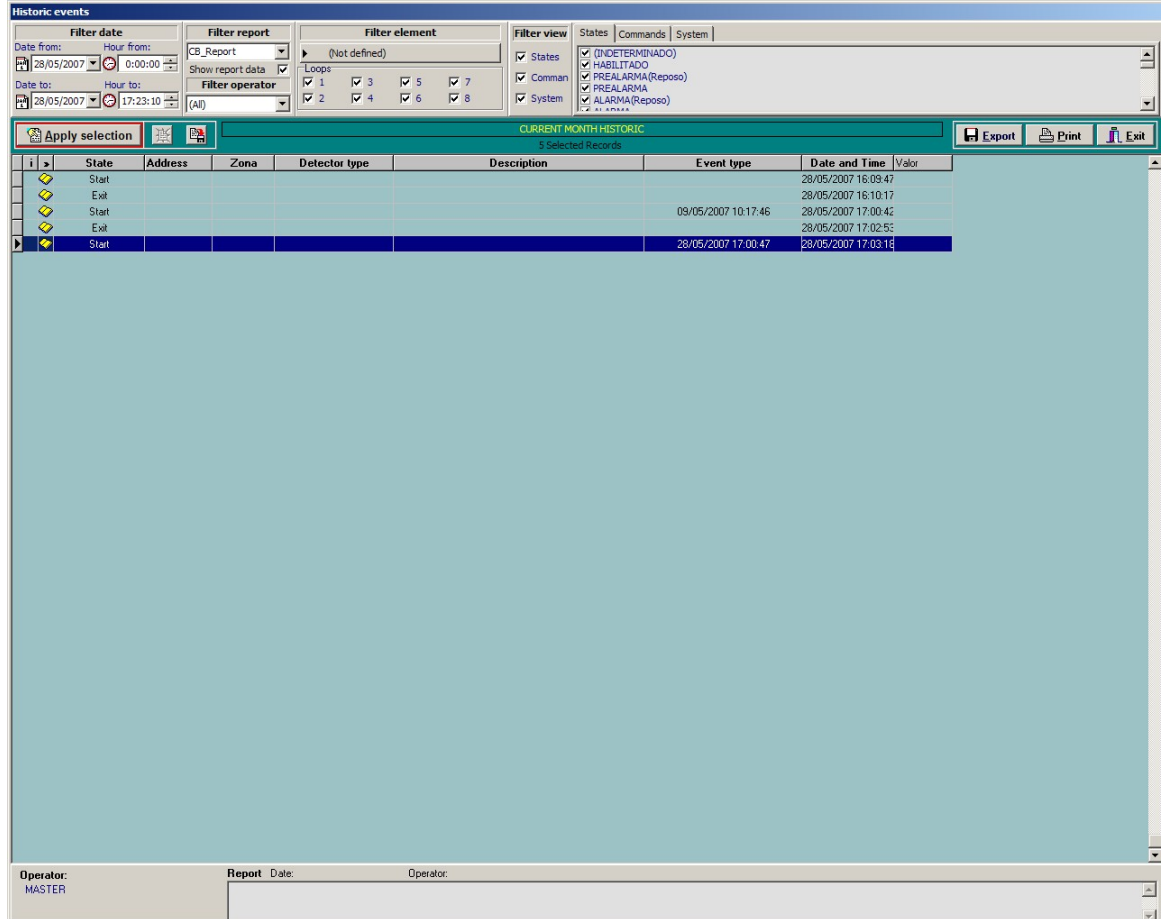 Historic events
Filter date
Filter report
Filter element
Filter view
States Commands System
Date from: Hour from:
28/05/2007 0:00:00
CB_Report
(Not defined)
States
(INDETERMINADO)
HABILITADO
Show report data
Loops
1 3 5 7
Comman
PREALARMA(Reposo)
PREALARMA
Date to: Hour to:
Filter operator
28/05/2007 17:23:10
(All)
2 4 6 8
System
ALARMA(Reposo)
ALARMA
Apply selection
CURRENT MONTH HISTORIC
5 Selected Records
Export Print Exit
i > State Address Zona Detector type Description Event type Date and Time Valor
Start 28/05/2007 16:09:47
Exit 28/05/2007 16:10:17
Start 09/05/2007 10:17:46 28/05/2007 17:00:42
Exit 28/05/2007 17:02:53
Start 28/05/2007 17:00:47 28/05/2007 17:03:18
Operator:
MASTER
Report Date: Operator: